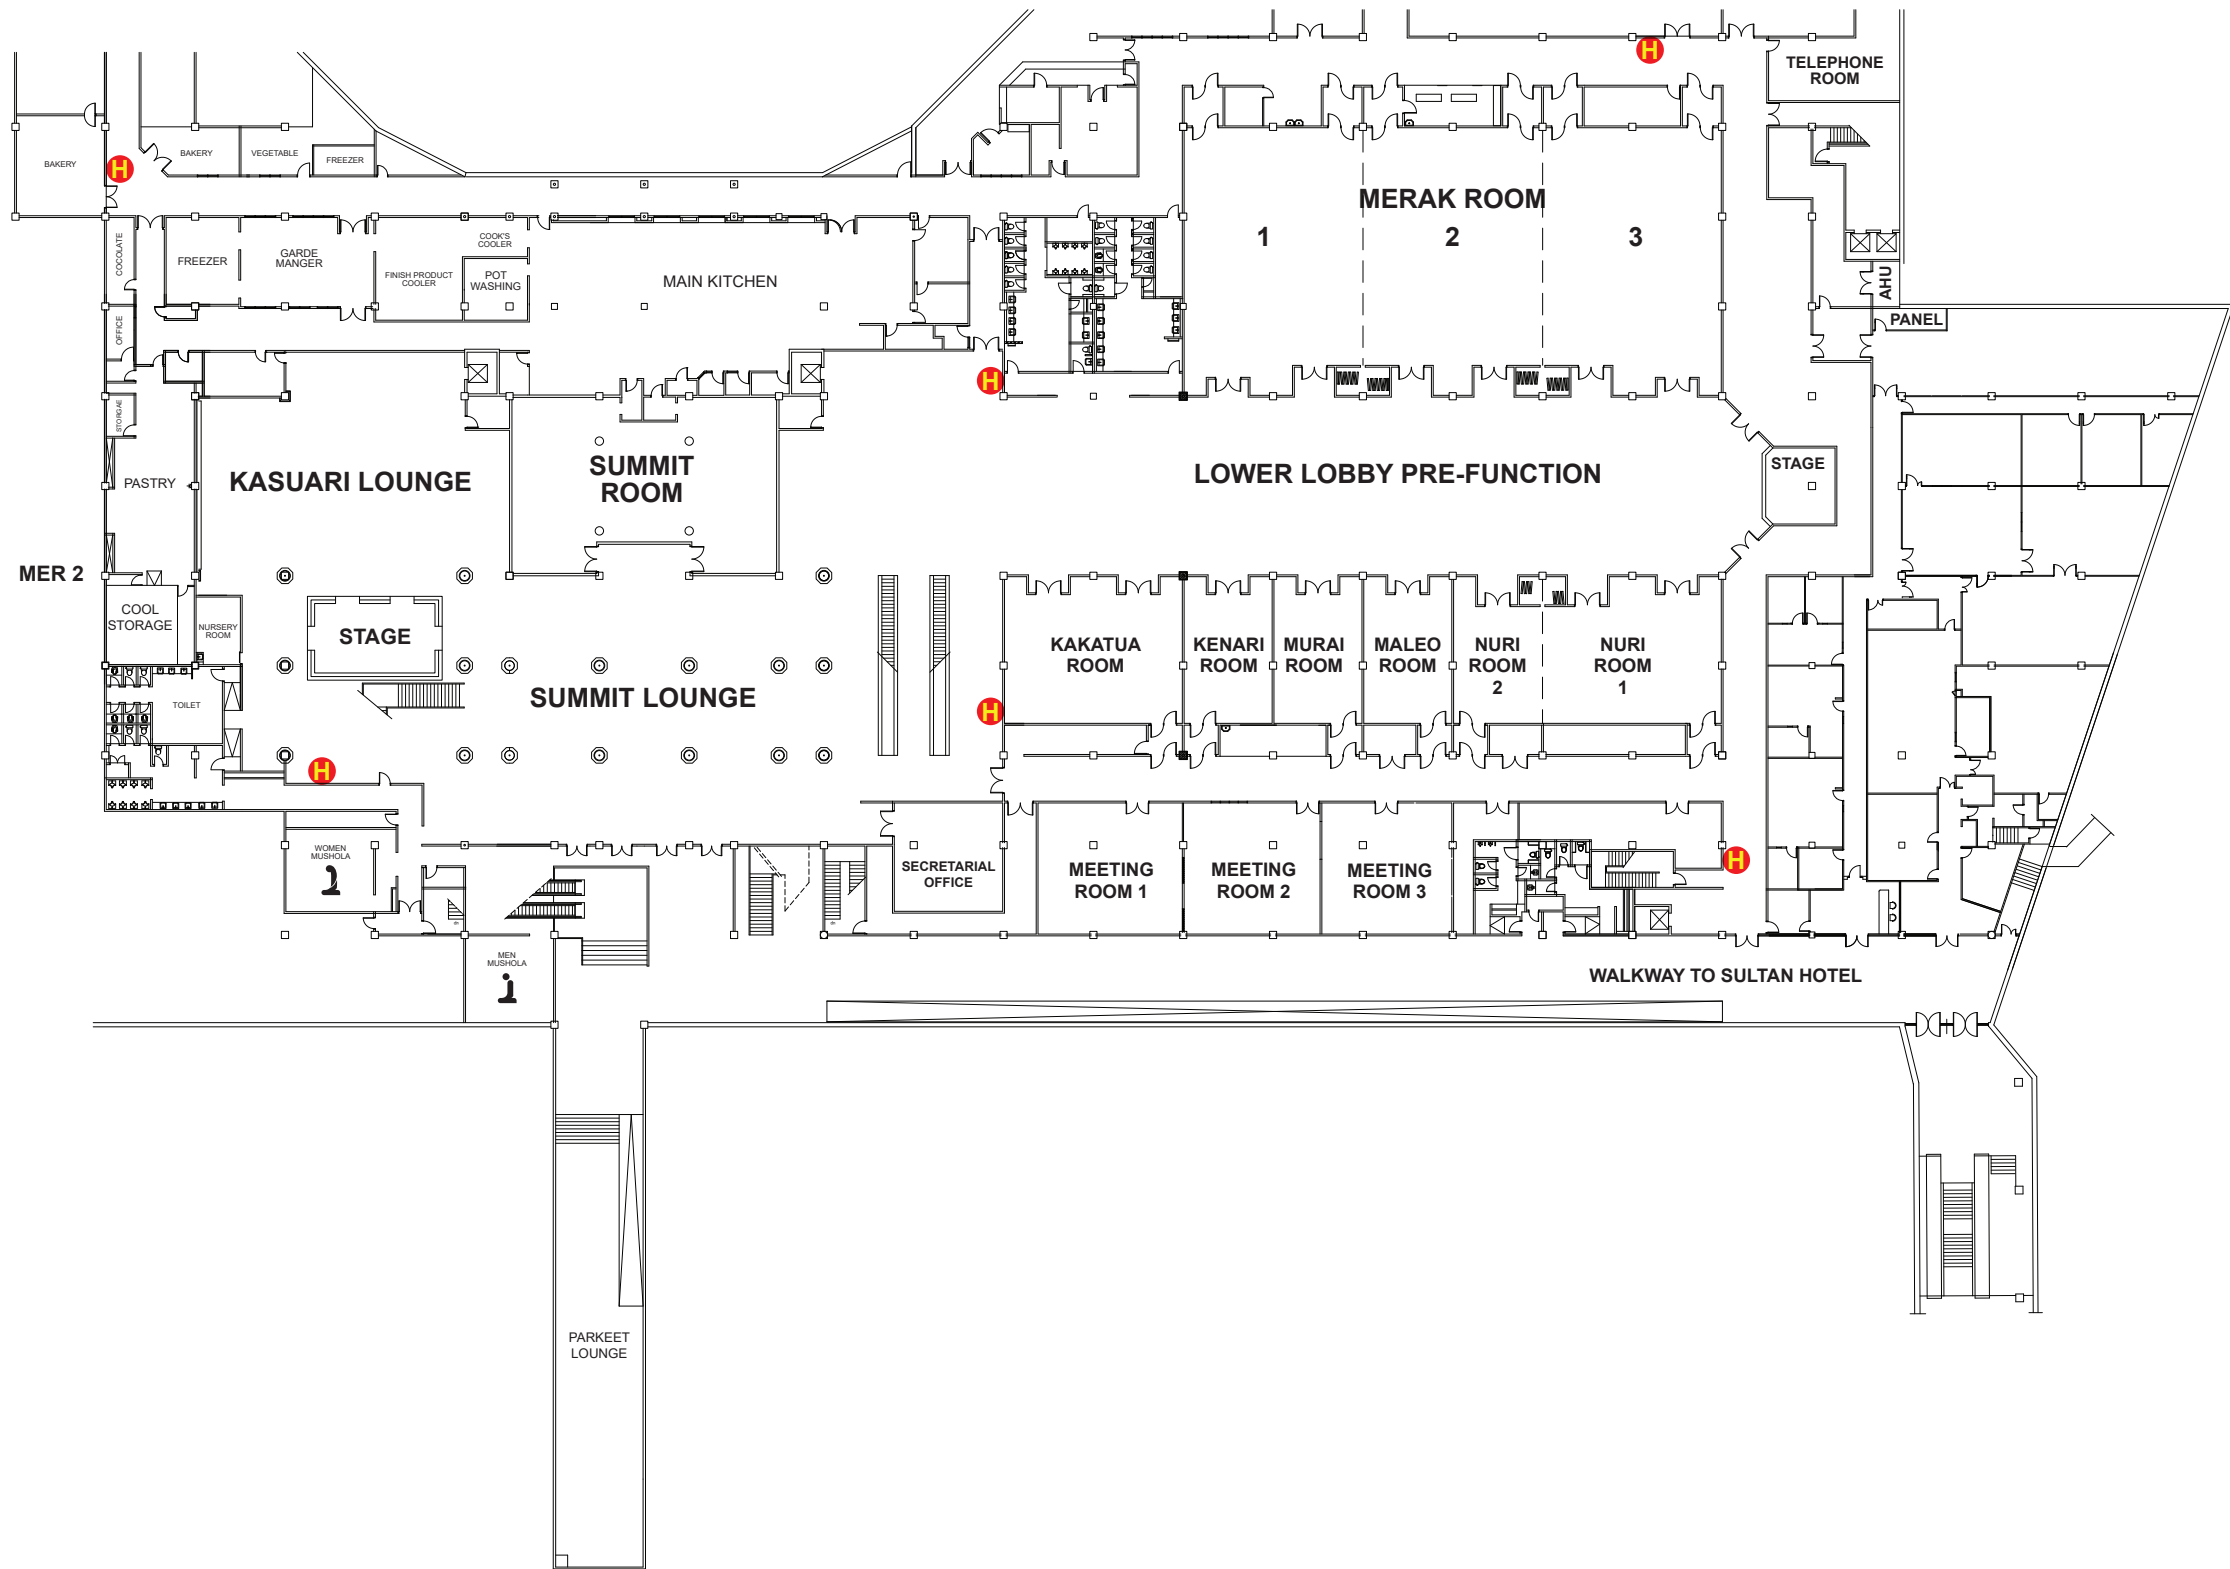 H
TELEPHONE
ROOM
BAKERY
BAKERY
VEGETABLE
FREEZER
H
MERAK ROOM
1
2
3
COCOLATE
FREEZER
GARDE
MANGER
COOK'S
COOLER
FINISH PRODUCT
COOLER
POT
WASHING
MAIN KITCHEN
AHU
PANEL
OFFICE
H
STORGAE
PASTRY
KASUARI LOUNGE
SUMMIT
ROOM
LOWER LOBBY PRE-FUNCTION
STAGE
MER 2
COOL
STORAGE
NURSERY
ROOM
STAGE
KAKATUA
ROOM
KENARI
ROOM
MURAI
ROOM
MALEO
ROOM
NURI
ROOM
2
NURI
ROOM
1
TOILET
SUMMIT LOUNGE
H
H
WOMEN
MUSHOLA
SECRETARIAL
OFFICE
MEETING
ROOM 1
MEETING
ROOM 2
MEETING
ROOM 3
H
MEN
MUSHOLA
WALKWAY TO SULTAN HOTEL
PARKEET
LOUNGE